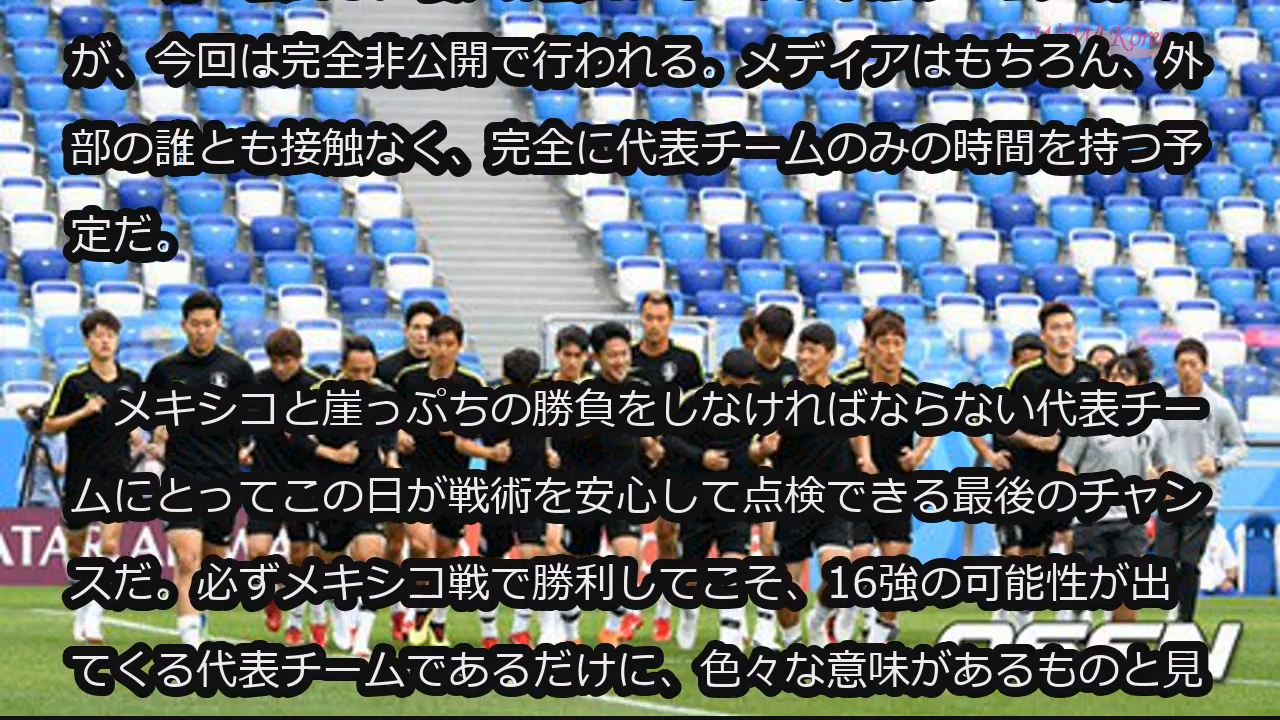 が、今回は完全非公開で行われる。メディアはもちろん、外
部の誰とも接触なく、完全に代表チームのみの時間を持つ予
定だ。
メキシコと崖っぷちの勝負をしなければならない代表チー
ムにとってこの日が戦術を安心して点検できる最後のチャン
スだ。必ずメキシコ戦で勝利してこそ、16強の可能性が出
てくる代表チームであるだけに、色々な意味があるものと見